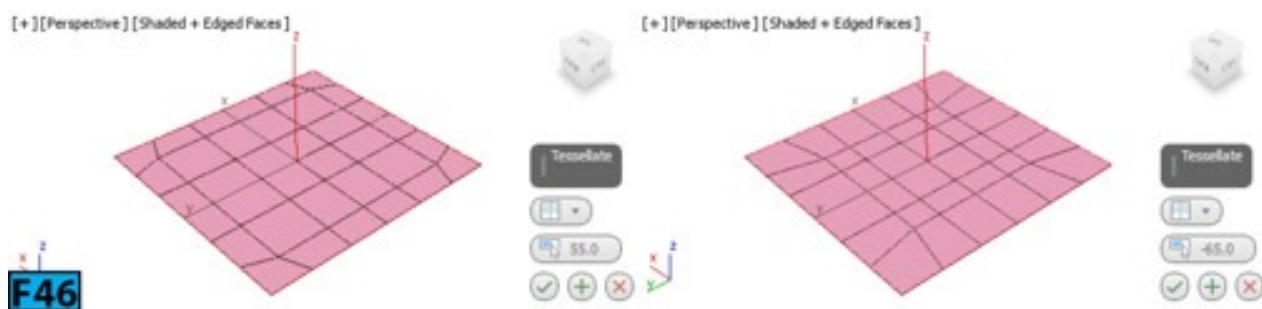 [+][Perspective][Shaded + Edged Faces]
z
x
y
Tessellate
55.0
x
z
F46
[+][Perspective][Shaded + Edged Faces]
z
x
y
Tessellate
-65.0
x
z
y